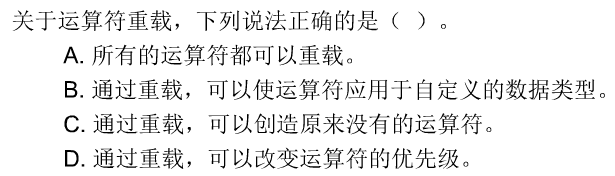 关于运算符重载，下列说法正确的是（ ）。
A. 所有的运算符都可以重载。
B. 通过重载，可以使运算符应用于自定义的数据类型。
C. 通过重载，可以创造原来没有的运算符。
D. 通过重载，可以改变运算符的优先级。